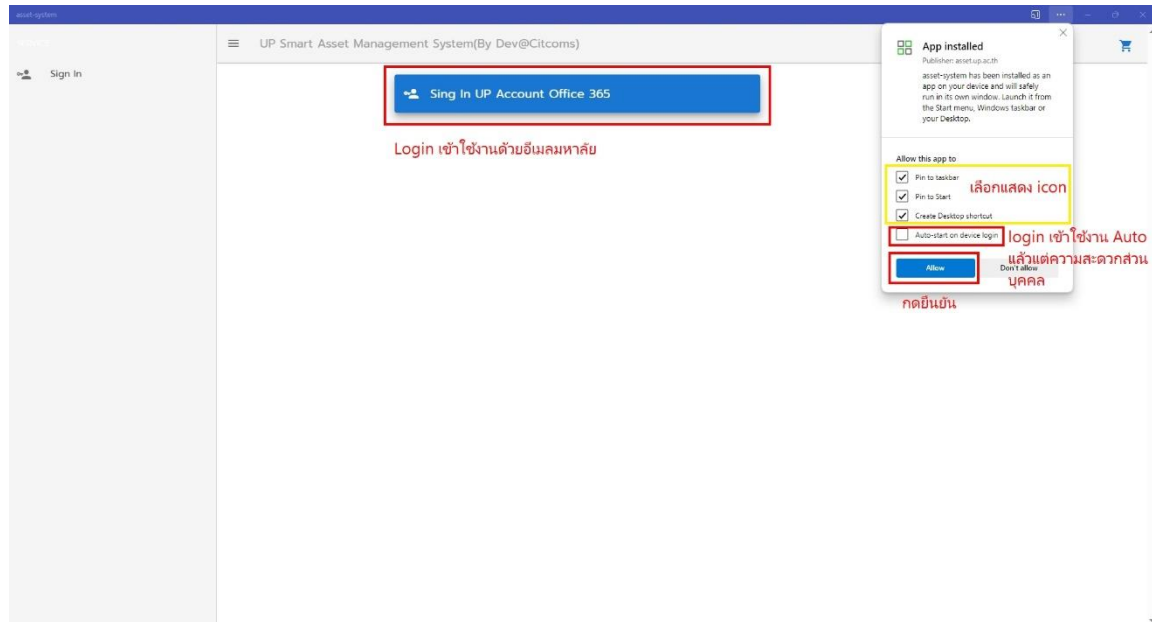 asset-system
UP Smart Asset Management System(By Dev@Citcoms)
Sign In
Sing In UP Account Office 365
Login เข้าใช้งานด้วยอีเมลมหาลัย
App installed
Publisher: asset.up.ac.th
asset-system has been installed as an
app on your device and will safely
run in its own window. Launch it from
the Start menu, Windows taskbar or
your Desktop.
Allow this app to
Pin to taskbar
เลือกแสดง icon
Pin to Start
Create Desktop shortcut
Auto-start on device login
login เข้าใช้งาน Auto
แล้วแต่ความสะดวกส่วน
บุคคล
Allow
Don't allow
กดยืนยัน